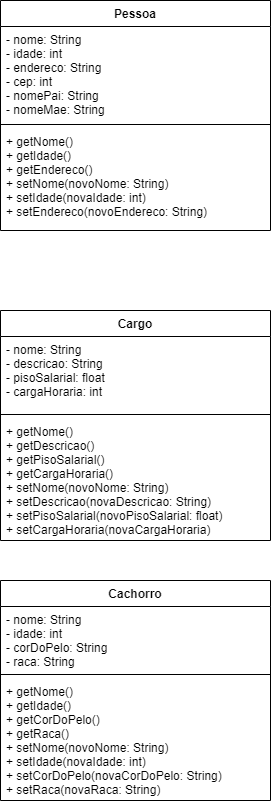 Pessoa
- nome: String
- idade: int
- endereco: String
- cep: int
- nomePai: String
- nomeMae: String
+ getNome()
+ getIdade()
+ getEndereco()
+ setNome(novoNome: String)
+ setIdade(novaIdade: int)
+ setEndereco(novoEndereco: String)
Cargo
- nome: String
- descricao: String
- pisoSalarial: float
- cargaHoraria: int
+ getNome()
+ getDescricao()
+ getPisoSalarial()
+ getCargaHoraria()
+ setNome(novoNome: String)
+ setDescricao(novaDescricao: String)
+ setPisoSalarial(novoPisoSalarial: float)
+ setCargaHoraria(novaCargaHoraria)
Cachorro
- nome: String
- idade: int
- corDoPelo: String
- raca: String
+ getNome()
+ getIdade()
+ getCorDoPelo()
+ getRaca()
+ setNome(novoNome: String)
+ setIdade(novaIdade: int)
+ setCorDoPelo(novaCorDoPelo: String)
+ setRaca(novaRaca: String)